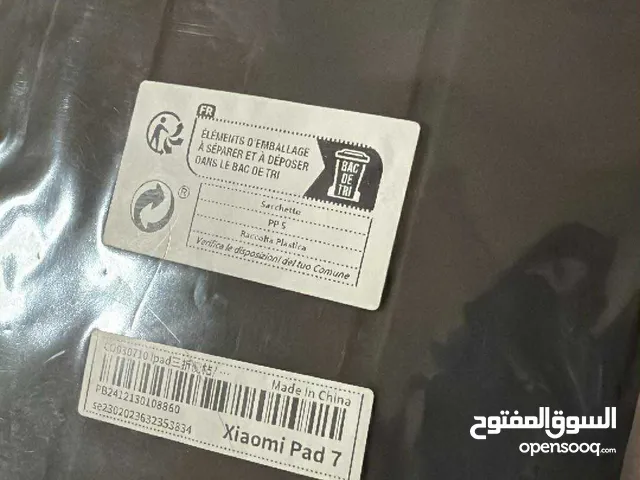 FR
ÉLÉMENTS D'EMBALLAGE
À SÉPARER ET À DÉPOSER
DANS LE BAC DE TRI
BAC
DE
TRI
®
Sacchetto
PP 5
Raccolta Plastica
Verifica le disposizioni del tuo Comune
Made in China
PB2412130108860
se2302023632353834
Xiaomi Pad 7
السوق المفتوح
opensooq.com